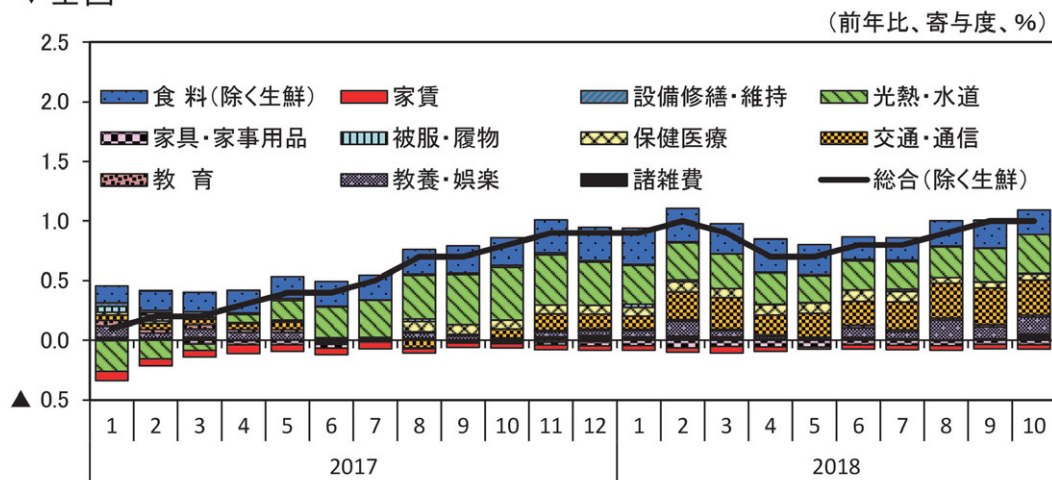 ▽全国
(前年比、寄与度、%)
2.5
2.0
1.5
1.0
0.5
0.0
▲ 0.5
食 料(除く生鮮) 家賃 設備修繕・維持 光熱・水道
家具・家事用品 被服・履物 保健医療 交通・通信
教 育 教養・娯楽 諸雑費 総合(除く生鮮)
1 2 3 4 5 6 7 8 9 10 11 12 1 2 3 4 5 6 7 8 9 10
2017 2018